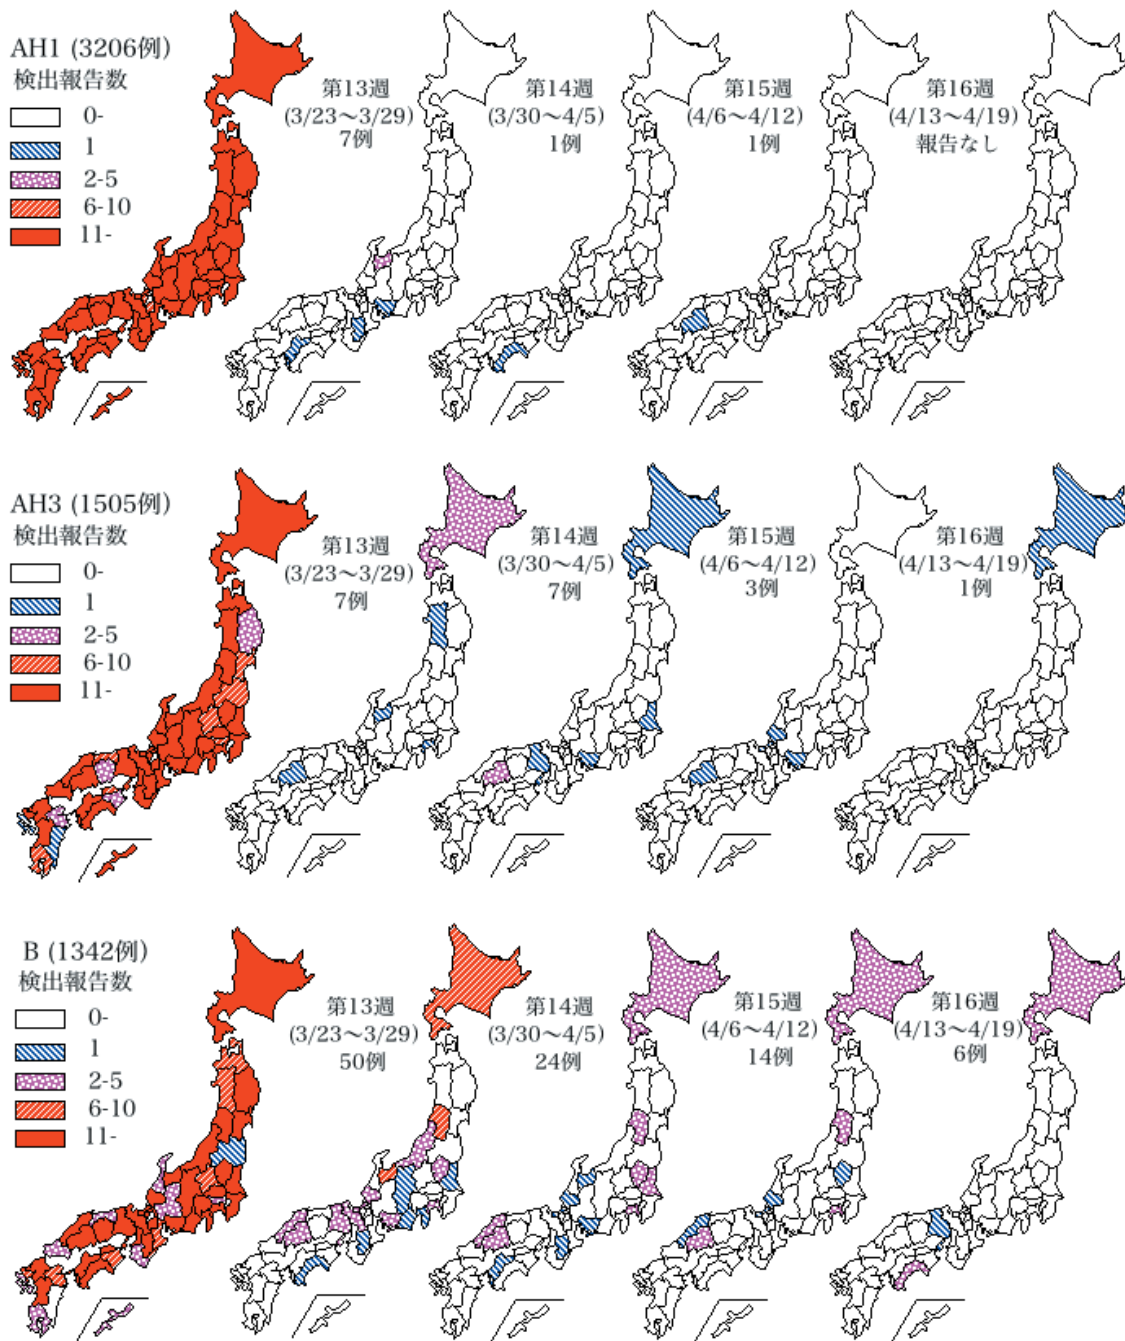 AH1 (3206例)
検出報告数
0-
1
2-5
6-10
11-
第13週
(3/23～3/29)
7例
第14週
(3/30～4/5)
1例
第15週
(4/6～4/12)
1例
第16週
(4/13～4/19)
報告なし
AH3 (1505例)
検出報告数
0-
1
2-5
6-10
11-
第13週
(3/23～3/29)
7例
第14週
(3/30～4/5)
7例
第15週
(4/6～4/12)
3例
第16週
(4/13～4/19)
1例
B (1342例)
検出報告数
0-
1
2-5
6-10
11-
第13週
(3/23～3/29)
50例
第14週
(3/30～4/5)
24例
第15週
(4/6～4/12)
14例
第16週
(4/13～4/19)
6例